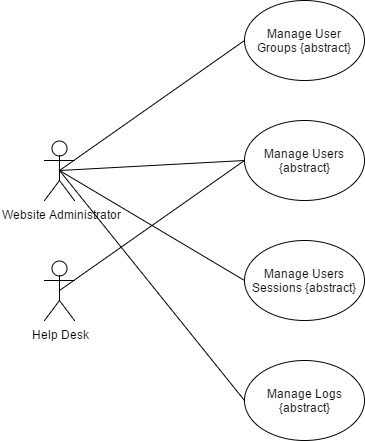 Manage User
Groups {abstract}
Manage Users
{abstract}
Website Administrator
Manage Users
Sessions {abstract}
Help Desk
Manage Logs
{abstract}